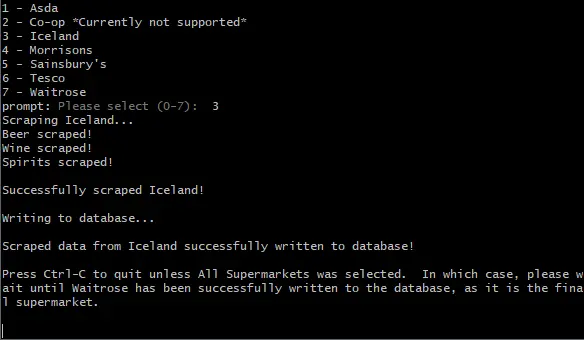 1 - Asda
2 - Co-op *Currently not supported*
3 - Iceland
4 - Morrisons
5 - Sainsbury's
6 - Tesco
7 - Waitrose
prompt: Please select (0-7):  3
Scraping Iceland...
Beer scraped!
Wine scraped!
Spirits scraped!
Successfully scraped Iceland!
Writing to database...
Scraped data from Iceland successfully written to database!
Press Ctrl-C to quit unless All Supermarkets was selected.  In which case, please w
ait until Waitrose has been successfully written to the database, as it is the fina
l supermarket.